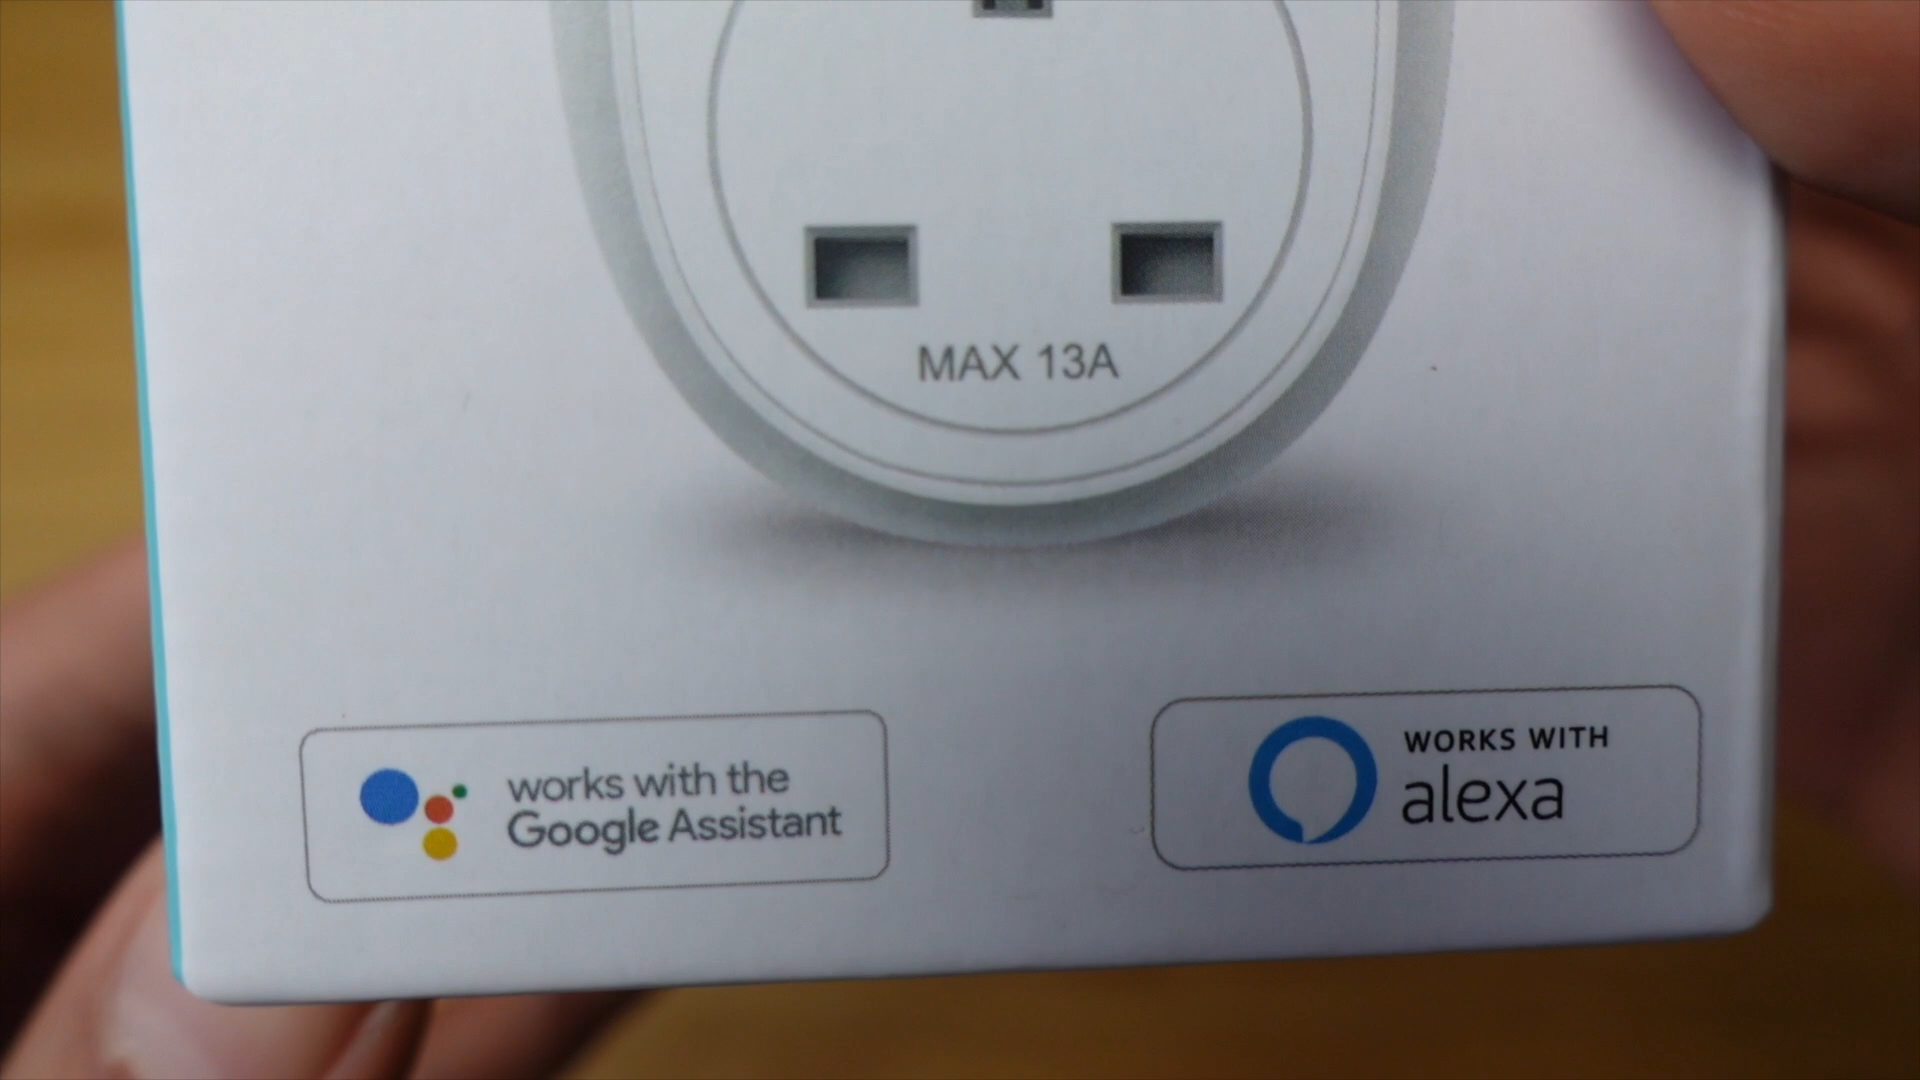 MAX 13A
works with the
Google Assistant
WORKS WITH
alexa